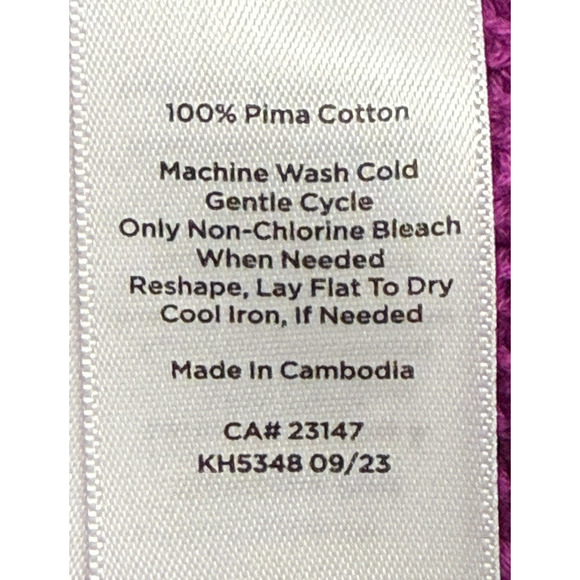 100% Pima Cotton
Machine Wash Cold
Gentle Cycle
Only Non-Chlorine Bleach
When Needed
Reshape, Lay Flat To Dry
Cool Iron, If Needed
Made In Cambodia
CA# 23147
KH5348 09/23